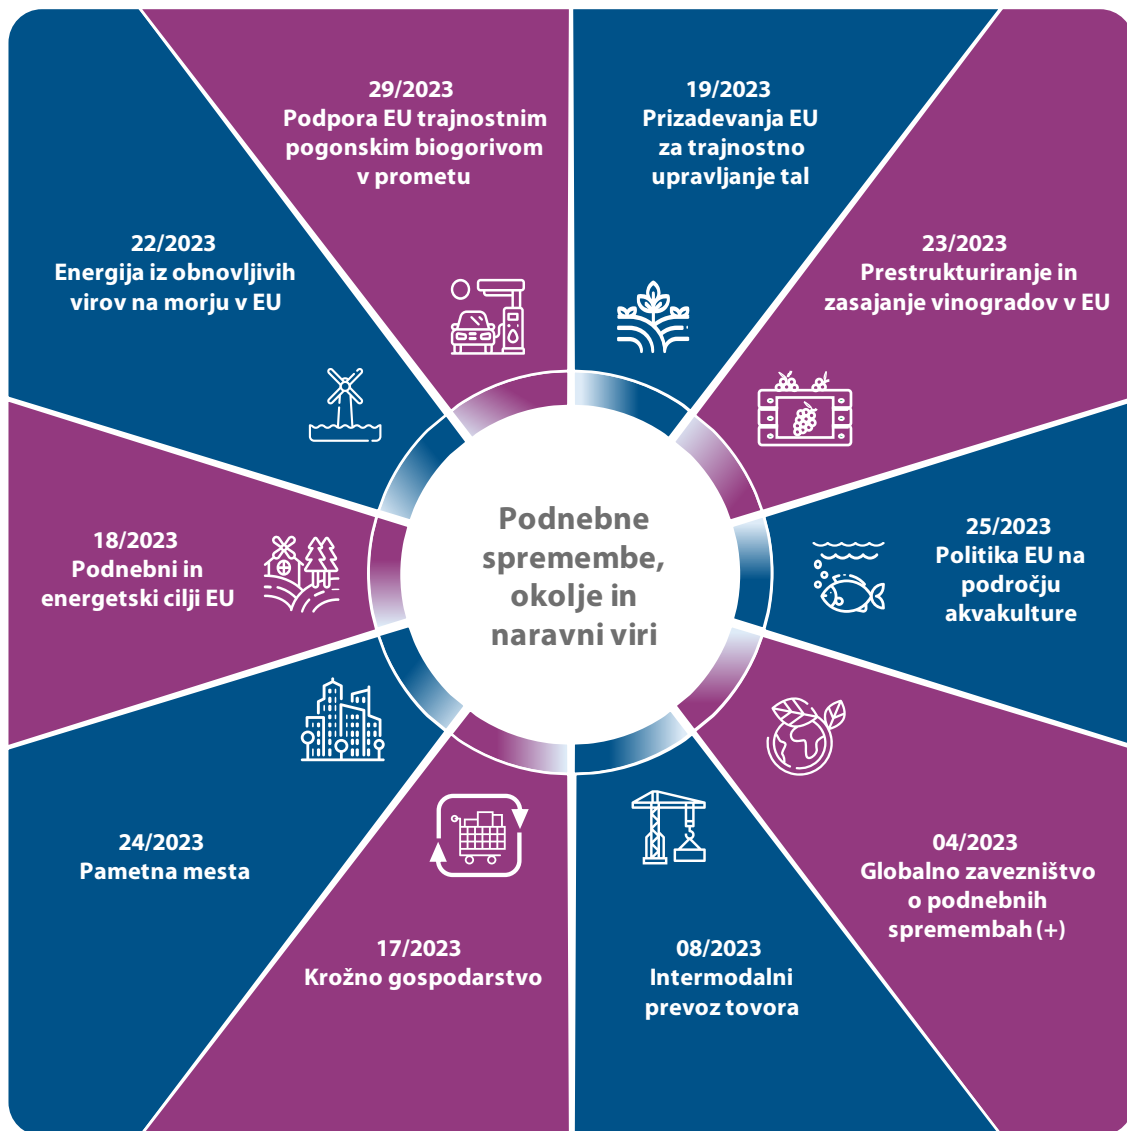 29/2023
Podpora EU trajnostnim
pogonskim biogorivom
v prometu
19/2023
Prizadevanja EU
za trajnostno
upravljanje tal
22/2023
Energija iz obnovljivih
virov na morju v EU
23/2023
Prestrukturiranje in
zasajanje vinogradov v EU
18/2023
Podnebni in
energetski cilji EU
Podnebne
spremembe,
okolje in
naravni viri
25/2023
Politika EU na
področju
akvakulture
24/2023
Pametna mesta
04/2023
Globalno zavezništvo
o podnebnih
spremembah (+)
17/2023
Krožno gospodarstvo
08/2023
Intermodalni
prevoz tovora